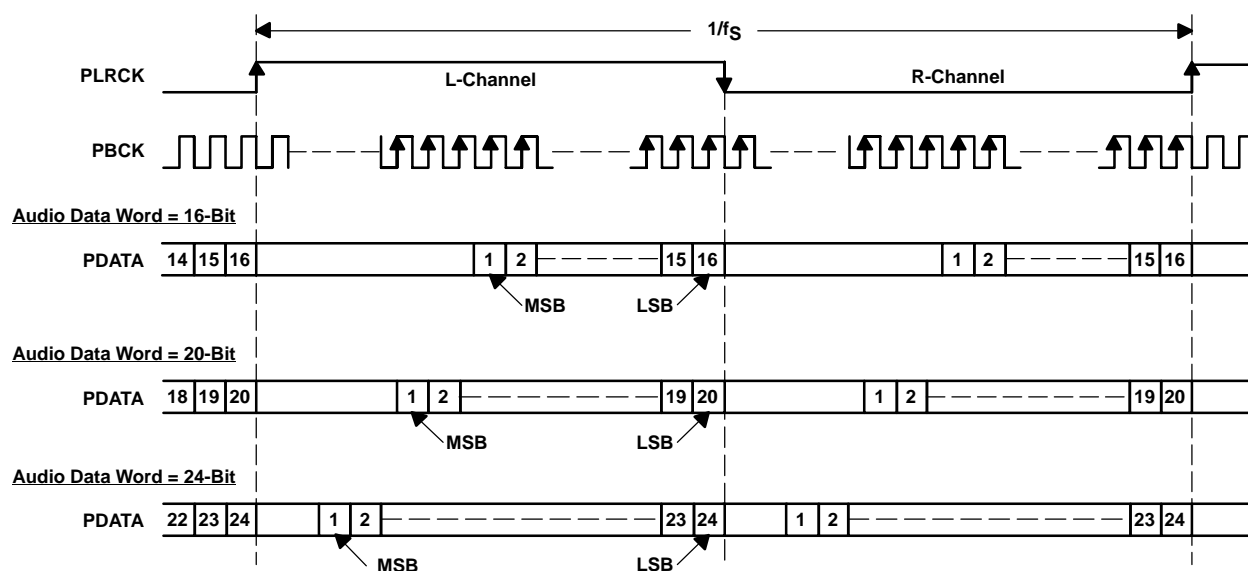 1/fS
PLRCK
L-Channel
R-Channel
PBCK
Audio Data Word = 16-Bit
PDATA 14 15 16 1 2 15 16 1 2 15 16
MSB LSB
Audio Data Word = 20-Bit
PDATA 18 19 20 1 2 19 20 1 2 19 20
MSB LSB
Audio Data Word = 24-Bit
PDATA 22 23 24 1 2 23 24 1 2 23 24
MSB LSB